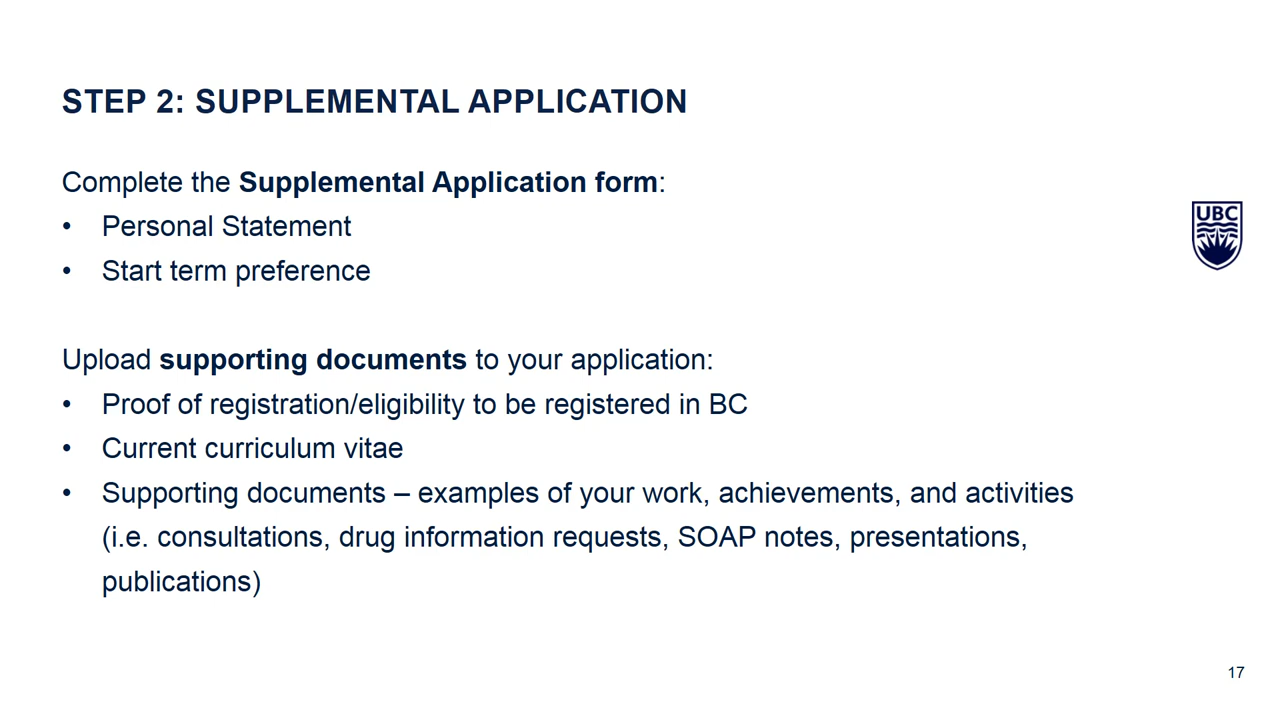 STEP 2: SUPPLEMENTAL APPLICATION
Complete the Supplemental Application form:
• Personal Statement
• Start term preference
UBC
Upload supporting documents to your application:
• Proof of registration/eligibility to be registered in BC
• Current curriculum vitae
• Supporting documents – examples of your work, achievements, and activities
(i.e. consultations, drug information requests, SOAP notes, presentations,
publications)
17